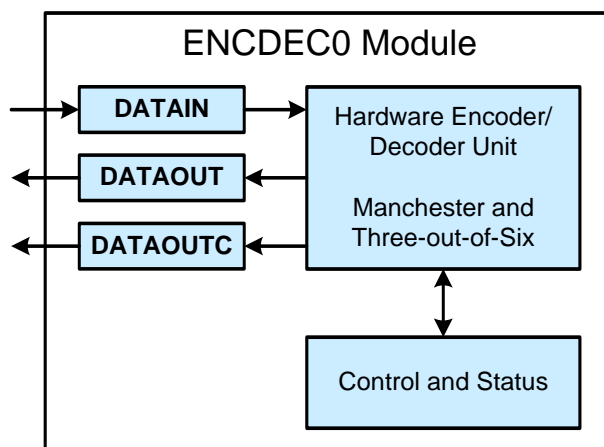 ENCDEC0 Module
DATAIN
DATAOUT
DATAOUTC
Hardware Encoder/
Decoder Unit
Manchester and
Three-out-of-Six
Control and Status